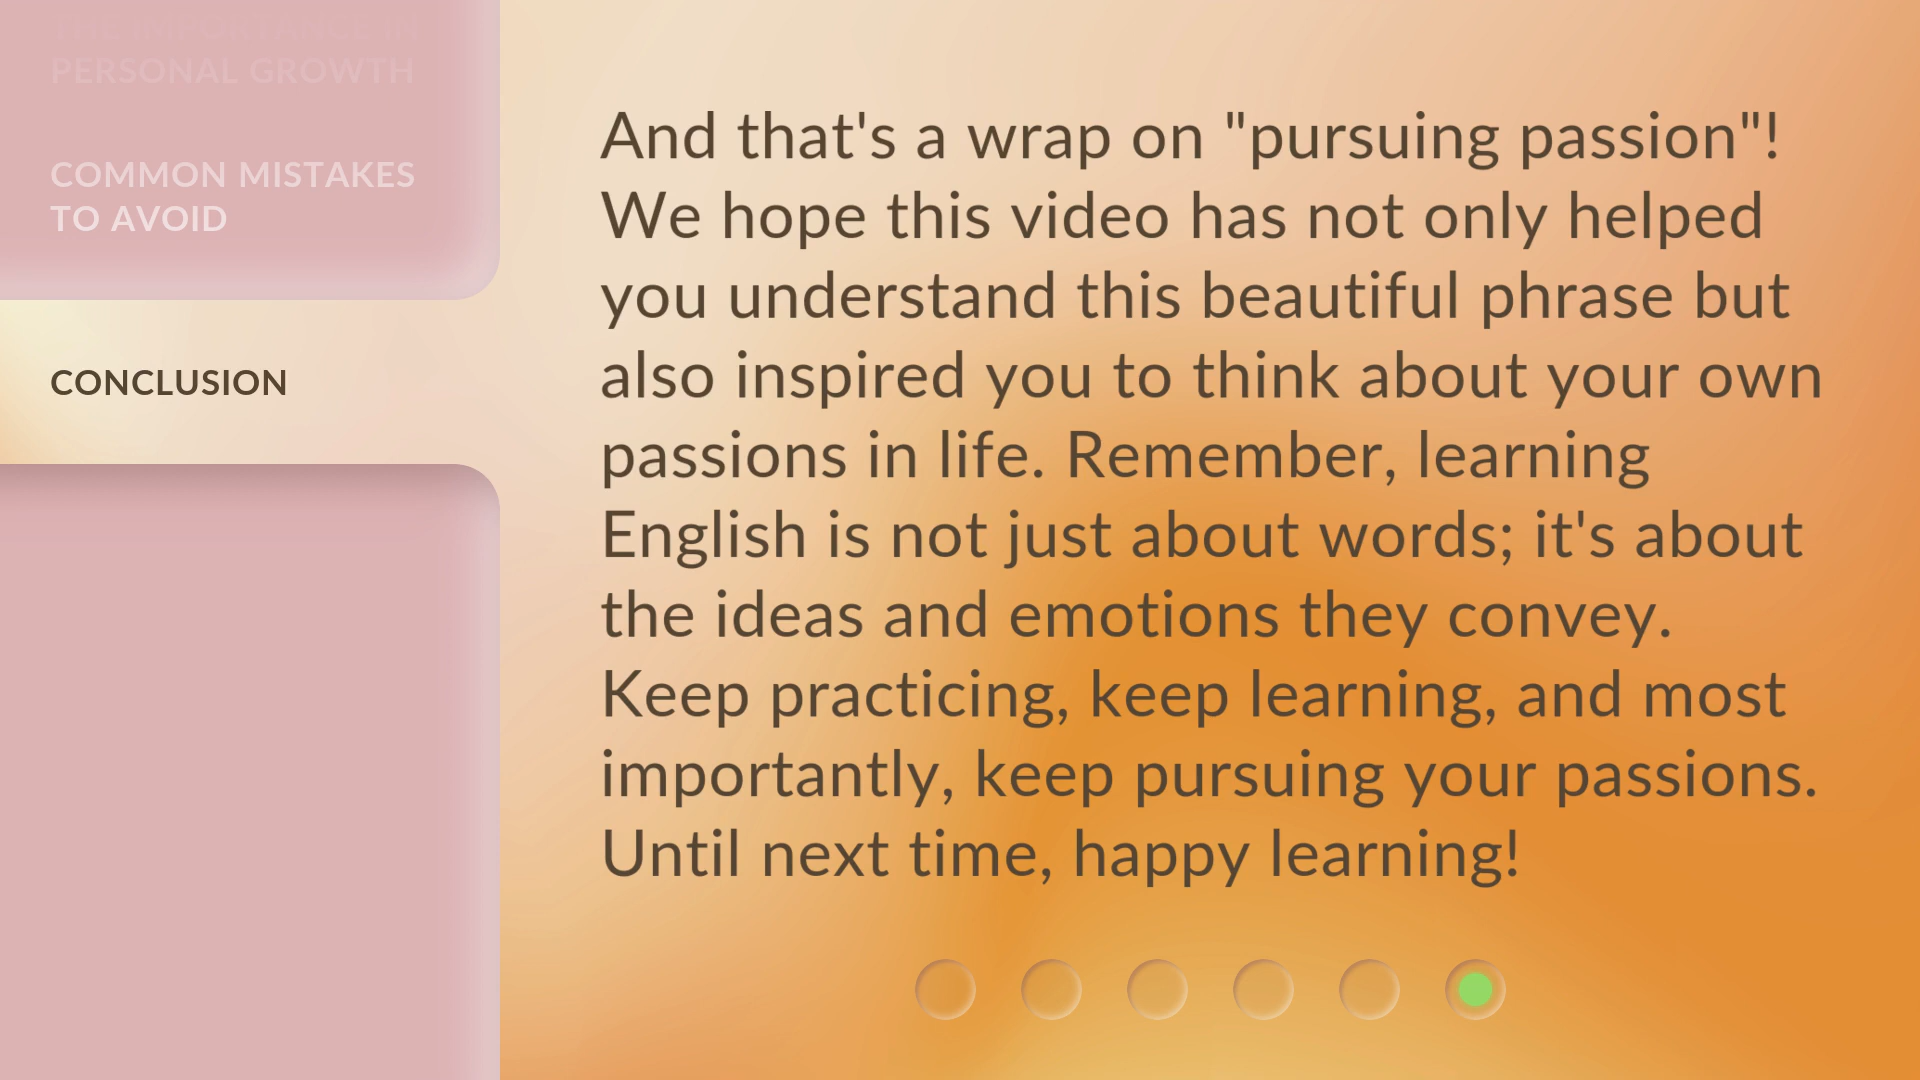 THE IMPORTANCE IN
PERSONAL GROWTH
COMMON MISTAKES
TO AVOID
CONCLUSION
And that's a wrap on "pursuing passion"!
We hope this video has not only helped
you understand this beautiful phrase but
also inspired you to think about your own
passions in life. Remember, learning
English is not just about words; it's about
the ideas and emotions they convey.
Keep practicing, keep learning, and most
importantly, keep pursuing your passions.
Until next time, happy learning!